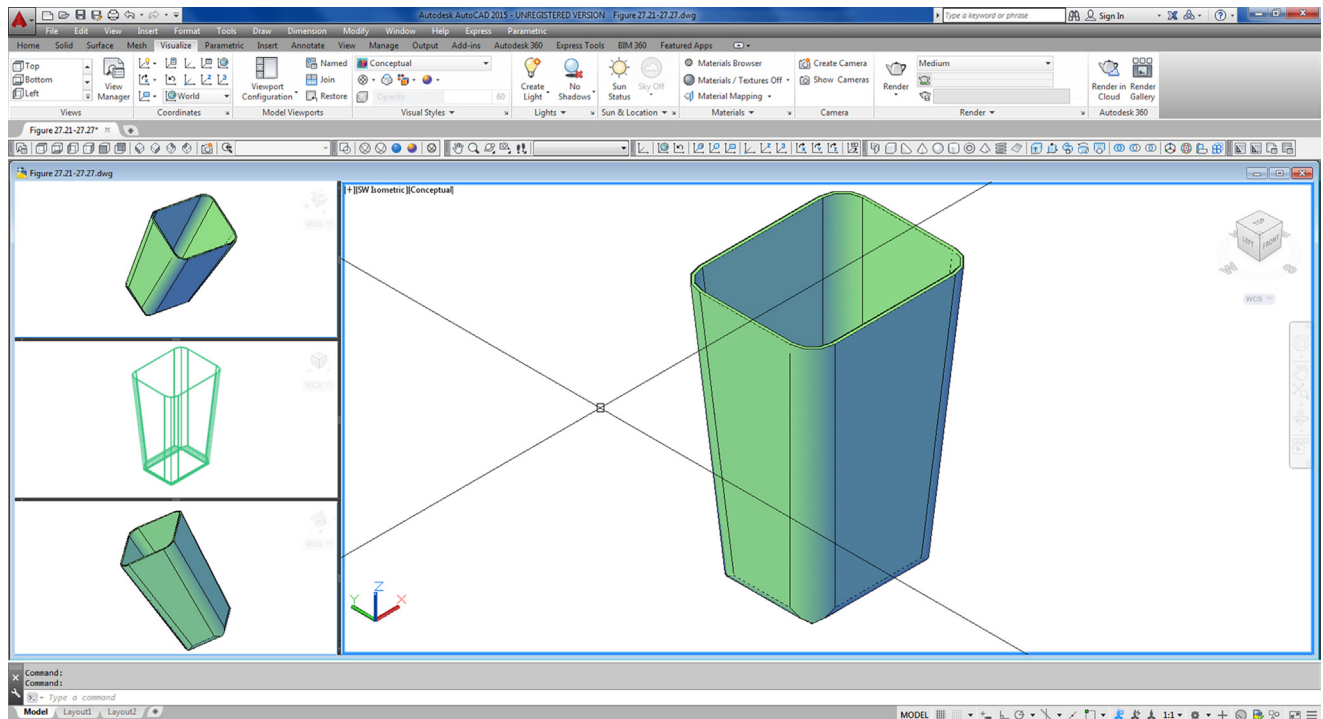 Autodesk AutoCAD 2015 - UNREGISTERED VERSION Figure 27.21-27.27.dwg
Type a keyword or phrase
Sign In
File Edit View Insert Format Tools Draw Dimension Modify Window Help Express Parametric
Home Solid Surface Mesh Visualize Parametric Insert Annotate View Manage Output Add-ins Autodesk 360 Express Tools BIM 360 Featured Apps
Top
Bottom
Left
View Manager
Views
World
Coordinates
Viewport Configuration
Named
Join
Restore
Model Viewports
Conceptual
Opacity 60
Visual Styles
Create Light
No Shadows
Lights
Sun Status
Sky Off
Sun & Location
Materials Browser
Materials / Textures Off
Material Mapping
Materials
Create Camera
Show Cameras
Camera
Render
Medium
Render
Render in Cloud
Render Gallery
Autodesk 360
Figure 27.21-27.27*
Figure 27.21-27.27.dwg
[+][SW Isometric][Conceptual]
TOP
LEFT
FRONT
W
S
WCS
WCS
WCS
WCS
Z
Y
X
Command:
Command:
Type a command
Model Layout1 Layout2
MODEL
1:1